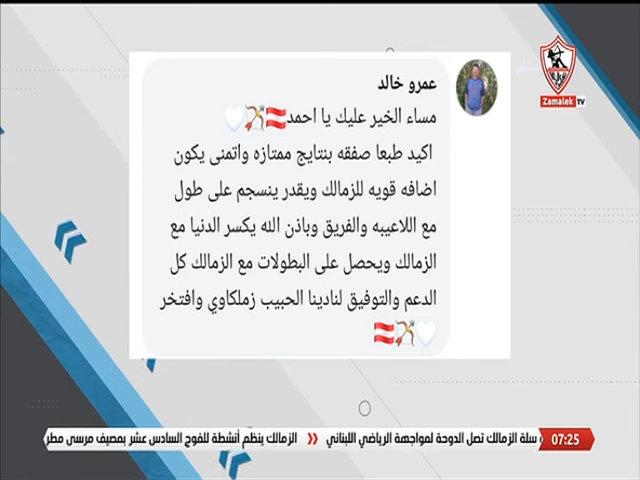 Zamalek TV
عمرو خالد
مساء الخير عليك يا احمد🇦🇹🏹🤍
اكيد طبعا صفقه بنتايج ممتازه واتمنى يكون
اضافه قويه للزمالك ويقدر ينسجم على طول
مع اللاعيبه والفريق وباذن الله يكسر الدنيا مع
الزمالك ويحصل على البطولات مع الزمالك كل
الدعم والتوفيق لنادينا الحبيب زملكاوي وافتخر
🤍🏹🇦🇹
07:25 سلة الزمالك تصل الدوحة لمواجهة الرياضي اللبناني » الزمالك ينظم أنشطة للفوج السادس عشر بمصيف مرسى مطر